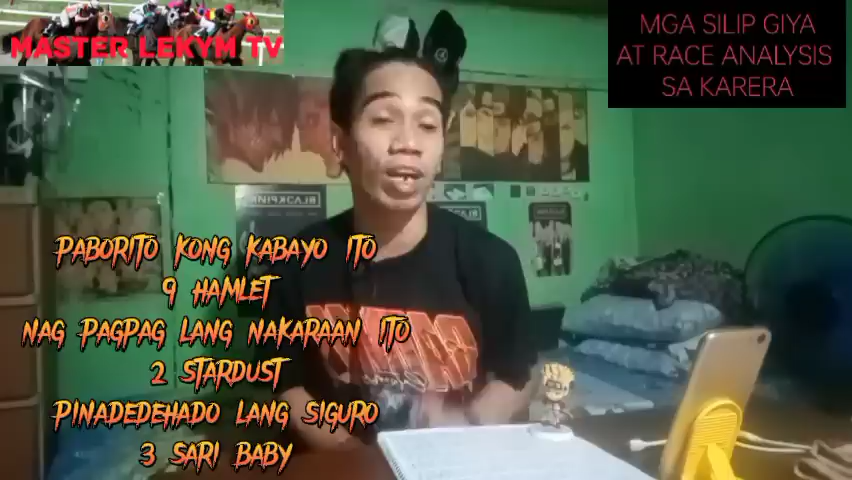 MASTER LEKYM TV
MGA SILIP GIYA
AT RACE ANALYSIS
SA KARERA
BLACKPINK
PABORITO KONG KABAYO ITO
9 HAMLET
NAG PAGPAG LANG NAKARAAN ITO
2 STARDUST
PINADEDEHADO LANG SIGURO
3 SARI BABY